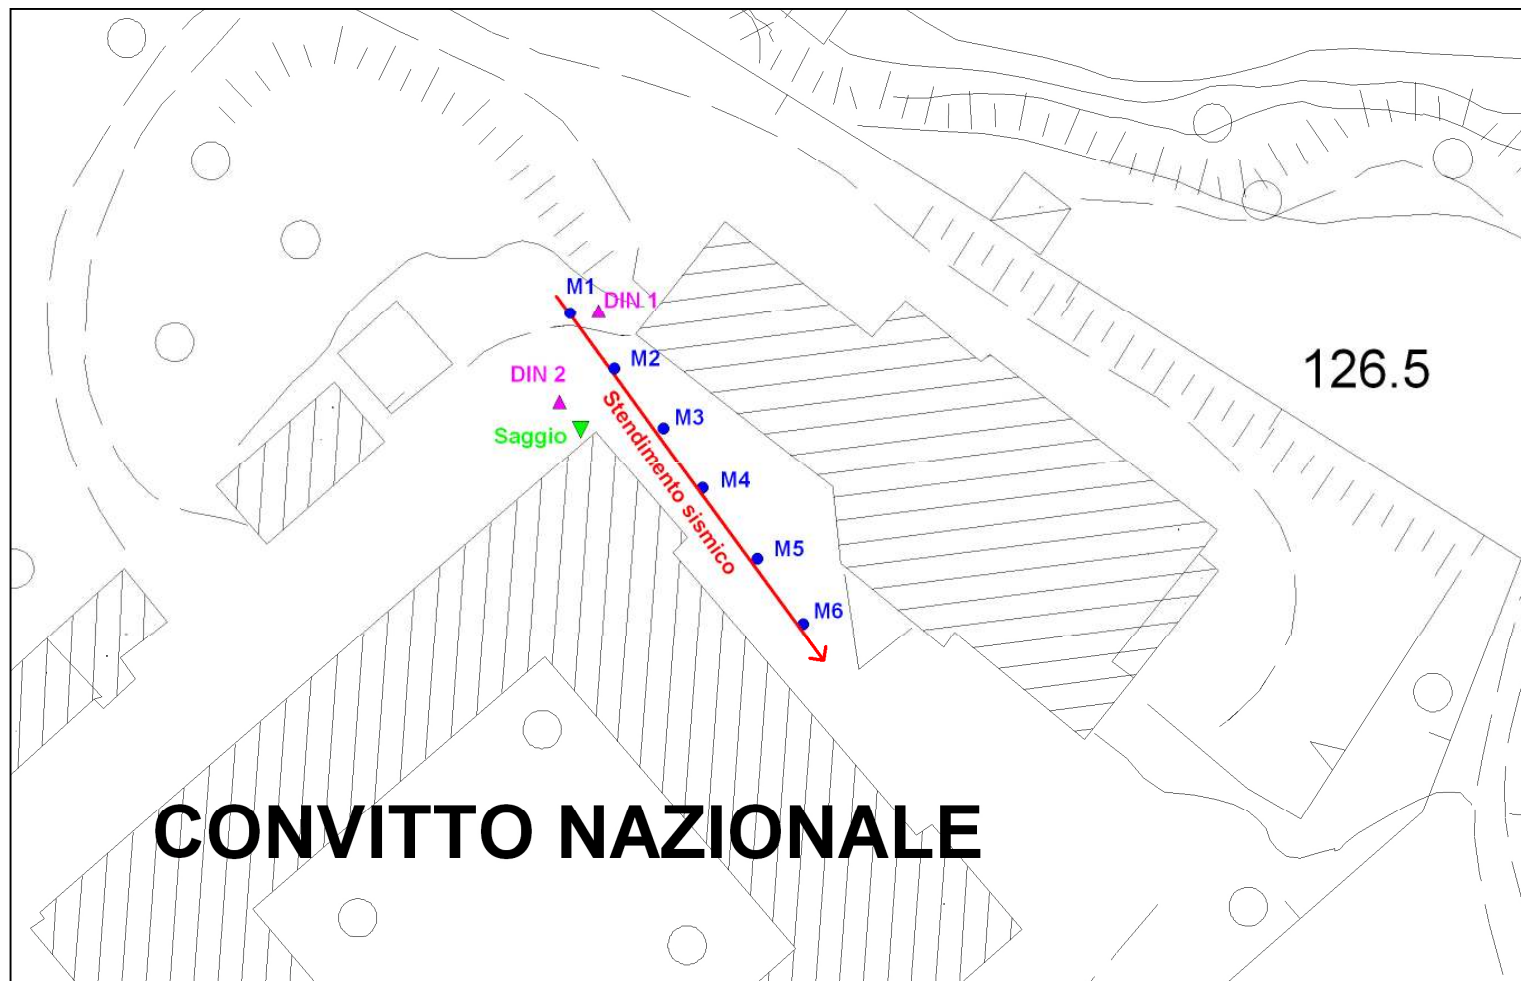 M1
DIN 1
M2
DIN 2
126.5
M3
Saggio
Stendimento sismico
M4
M5
M6
CONVITTO NAZIONALE